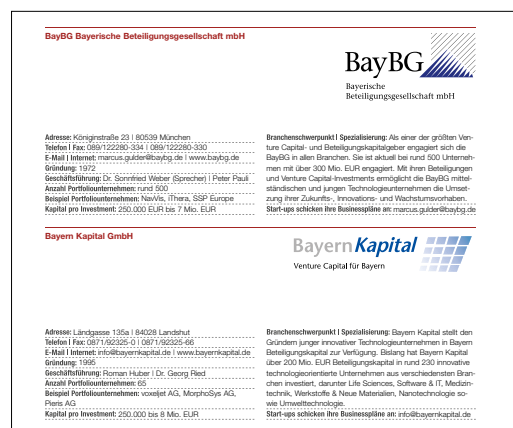 BayBG Bayerische Beteiligungsgesellschaft mbH
BayBG
Bayerische
Beteiligungsgesellschaft mbH
Adresse: Königinstraße 23 | 80539 München
Telefon | Fax: 089/122280-334 | 089/122280-330
E-Mail | Internet: marcus.gulder@baybg.de | www.baybg.de
Gründung: 1972
Geschäftsführung: Dr. Sonnfried Weber (Sprecher) | Peter Pauli
Anzahl Portfoliounternehmen: rund 500
Beispiel Portfoliounternehmen: NavVis, iThera, SSP Europe
Kapital pro Investment: 250.000 EUR bis 7 Mio. EUR
Branchenschwerpunkt | Spezialisierung: Als einer der größten Ven-
ture Capital- und Beteiligungskapitalgeber engagiert sich die
BayBG in allen Branchen. Sie ist aktuell bei rund 500 Unterneh-
men mit über 300 Mio. EUR engagiert. Mit ihren Beteiligungen
und Venture Capital-Investments ermöglicht die BayBG mittel-
ständischen und jungen Technologieunternehmen die Umset-
zung ihrer Zukunfts-, Innovations- und Wachstumsvorhaben.
Start-ups schicken ihre Businesspläne an: marcus.gulder@baybg.de
Bayern Kapital GmbH
BayernKapital
Venture Capital für Bayern
Adresse: Ländgasse 135a | 84028 Landshut
Telefon | Fax: 0871/92325-0 | 0871/92325-66
E-Mail | Internet: info@bayernkapital.de | www.bayernkapital.de
Gründung: 1995
Geschäftsführung: Roman Huber | Dr. Georg Ried
Anzahl Portfoliounternehmen: 65
Beispiel Portfoliounternehmen: voxeljet AG, MorphoSys AG,
Pieris AG
Kapital pro Investment: 250.000 bis 8 Mio. EUR
Branchenschwerpunkt | Spezialisierung: Bayern Kapital stellt den
Gründern junger innovativer Technologieunternehmen in Bayern
Beteiligungskapital zur Verfügung. Bislang hat Bayern Kapital
über 200 Mio. EUR Beteiligungskapital in rund 230 innovative
technologieorientierte Unternehmen aus verschiedensten Bran-
chen investiert, darunter Life Sciences, Software & IT, Medizin-
technik, Werkstoffe & Neue Materialien, Nanotechnologie so-
wie Umwelttechnologie.
Start-ups schicken ihre Businesspläne an: info@bayernkapital.de